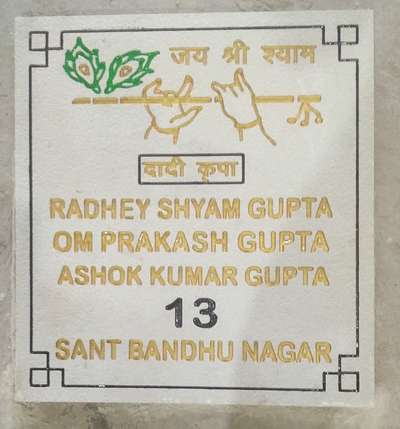 जय श्री श्याम
दादी कृपा
RADHEY SHYAM GUPTA
OM PRAKASH GUPTA
ASHOK KUMAR GUPTA
13
SANT BANDHU NAGAR